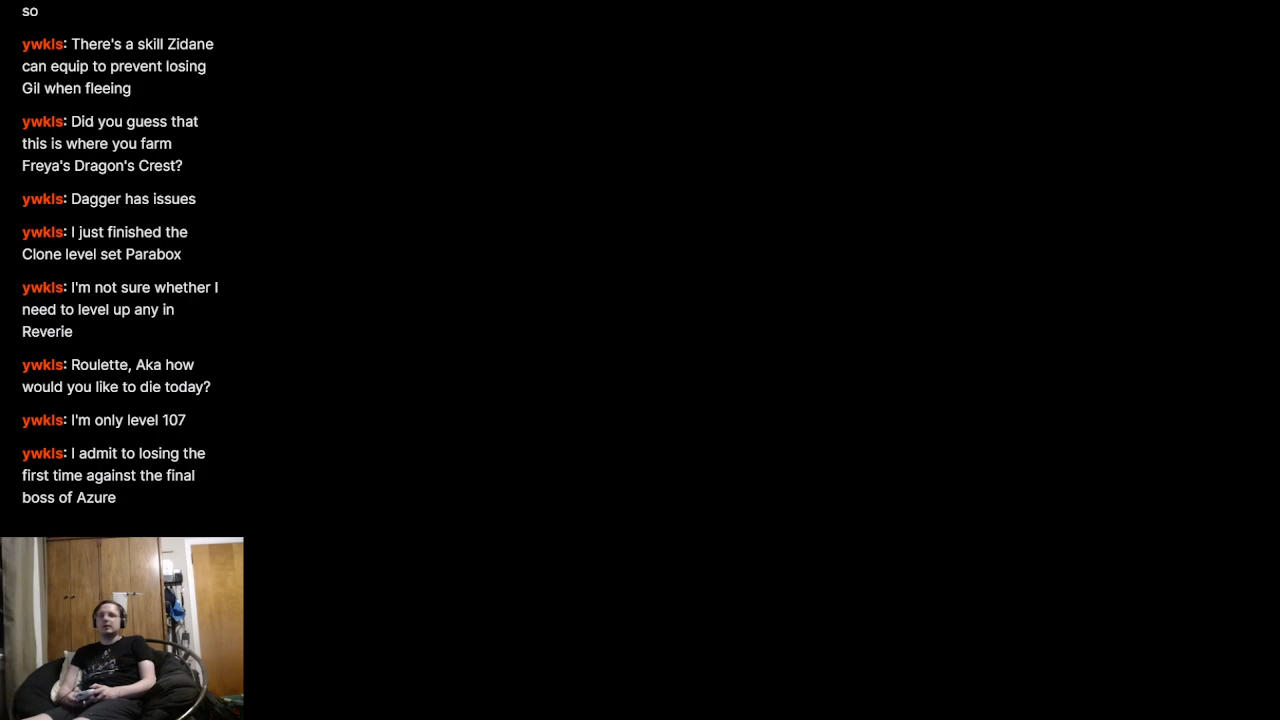 so
ywkls: There's a skill Zidane
can equip to prevent losing
Gil when fleeing
ywkls: Did you guess that
this is where you farm
Freya's Dragon's Crest?
ywkls: Dagger has issues
ywkls: I just finished the
Clone level set Parabox
ywkls: I'm not sure whether I
need to level up any in
Reverie
ywkls: Roulette, Aka how
would you like to die today?
ywkls: I'm only level 107
ywkls: I admit to losing the
first time against the final
boss of Azure